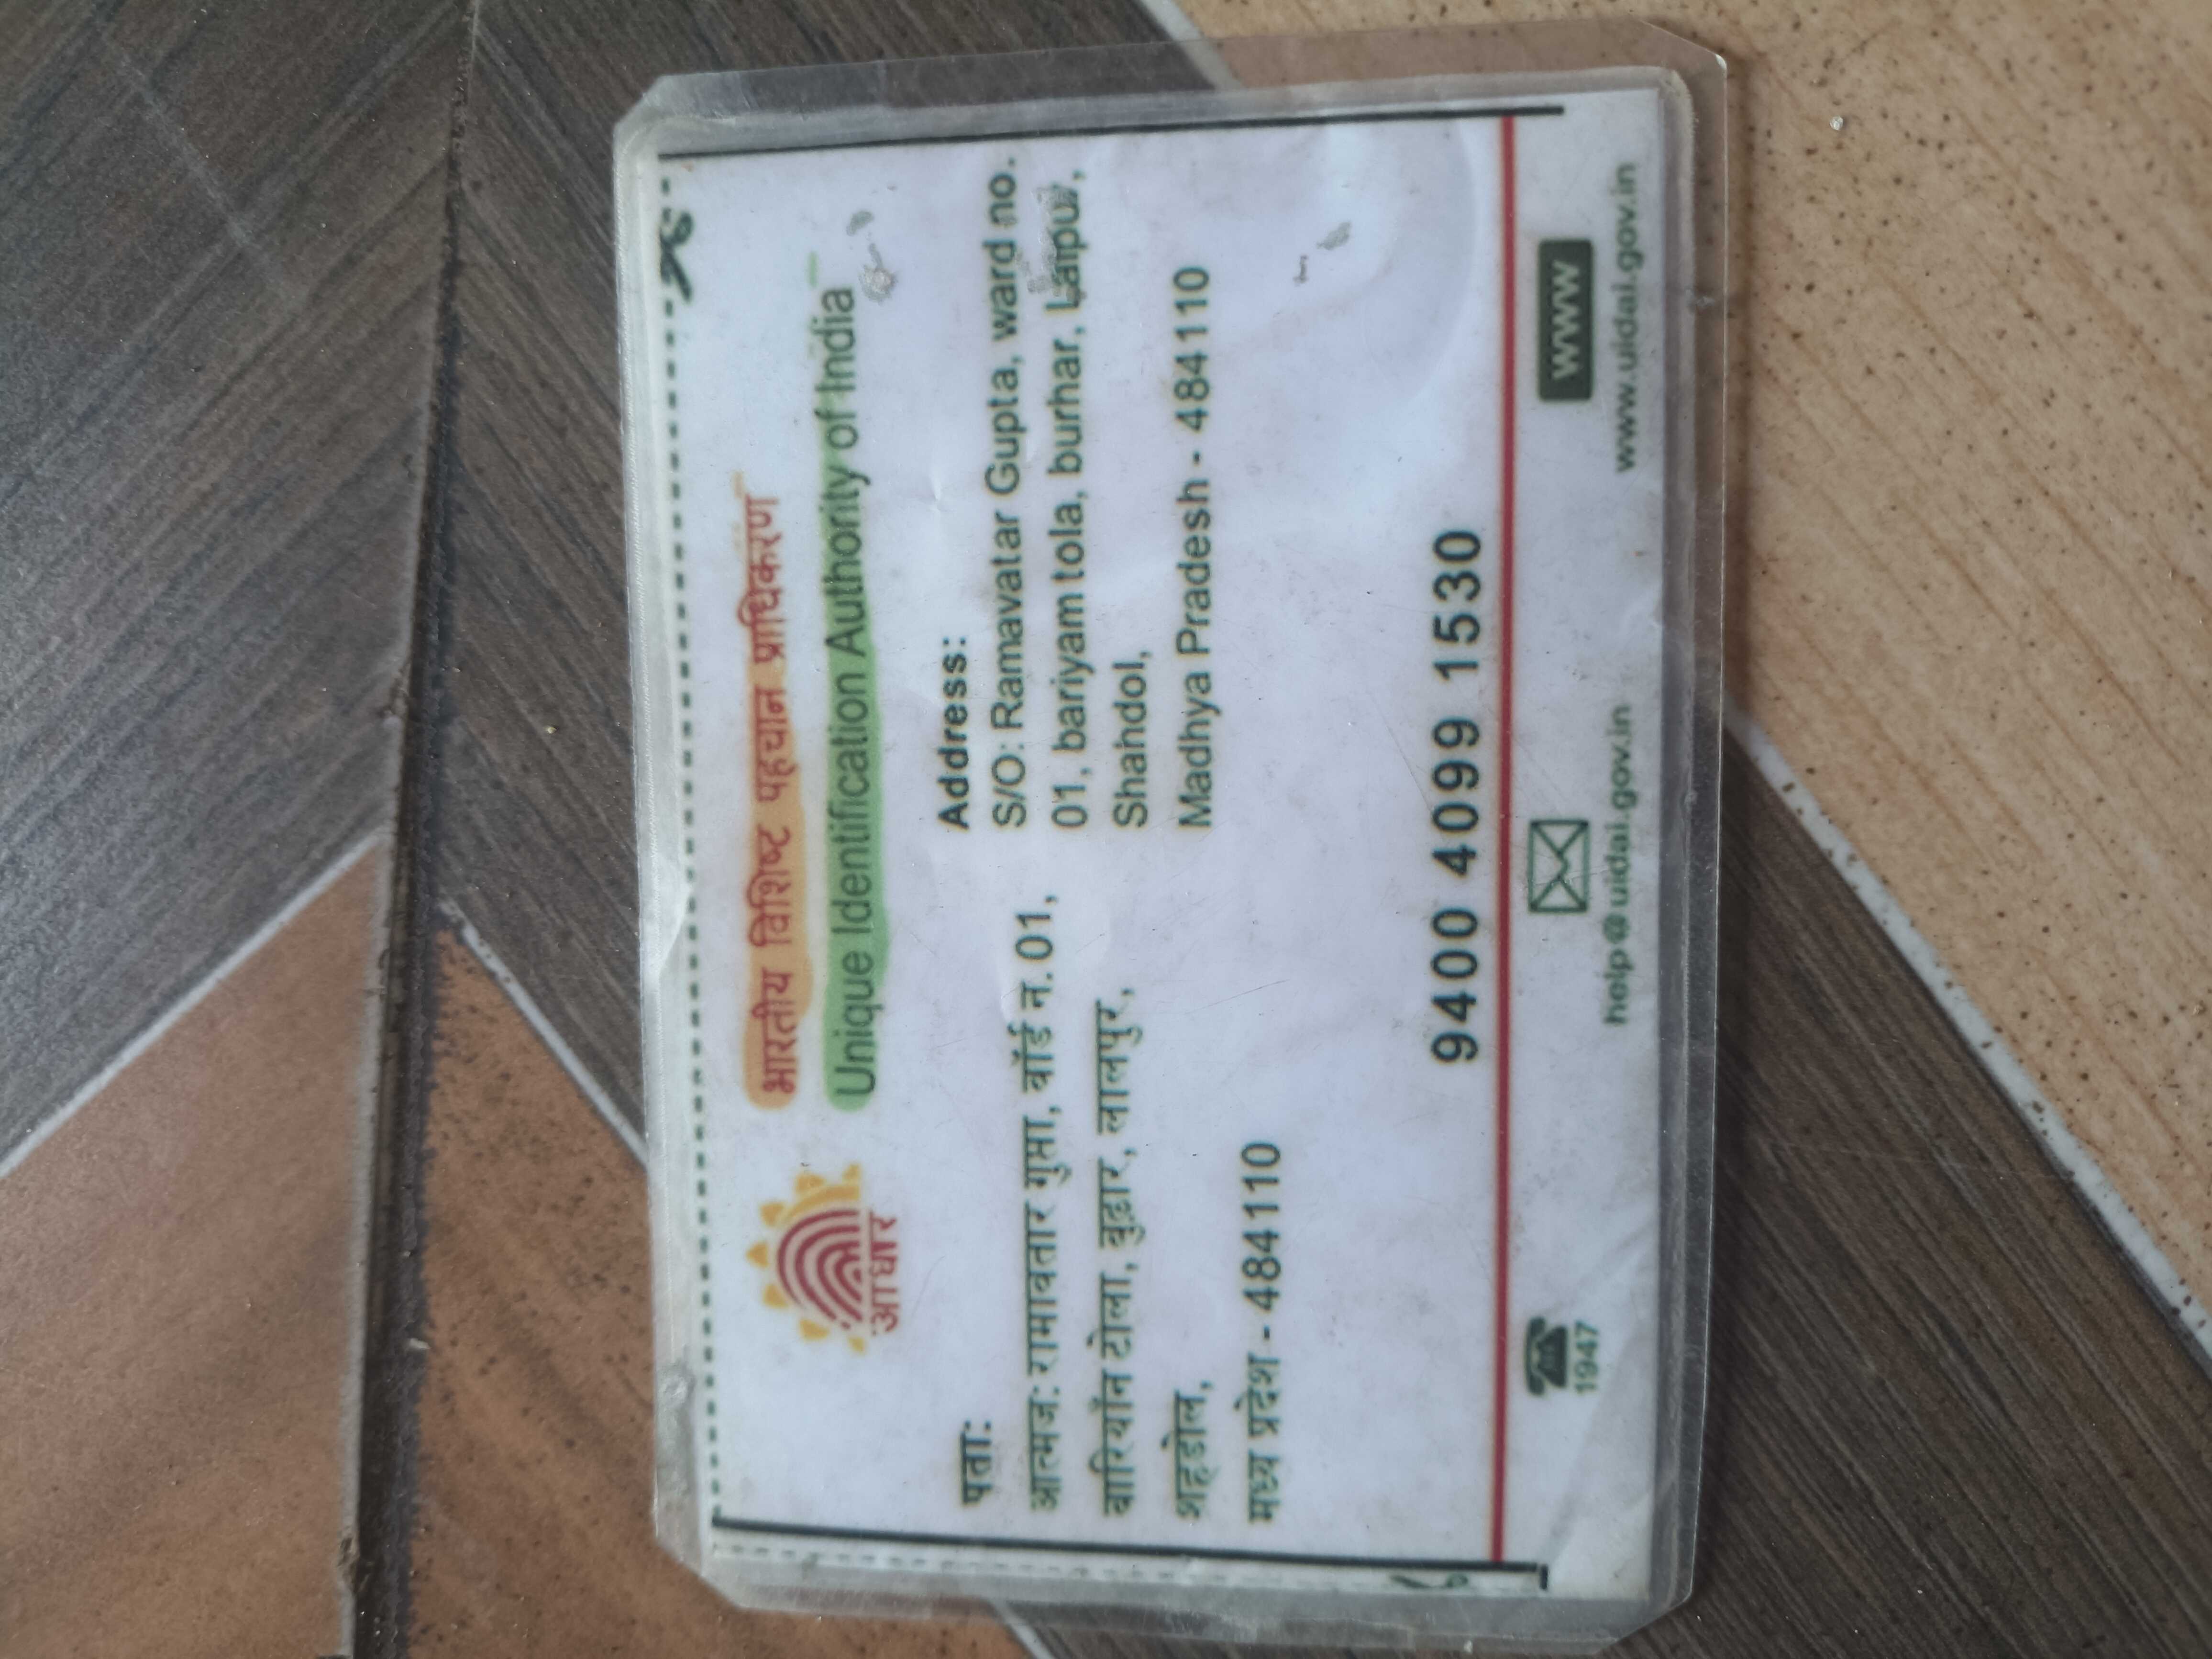 भारतीय विशिष्ट पहचान प्राधिकरण
Unique Identification Authority of India
आधार
पता:
आत्मज: रामावतार गुप्ता, वॉर्ड न. 01,
बारियॉन टोला, बुढ़ार, लालपुर,
शहडोल,
मध्य प्रदेश - 484110
Address:
S/O: Ramavatar Gupta, ward no.
01, bariyam tola, burhar, Lalpur,
Shahdol,
Madhya Pradesh - 484110
9400 4099 1530
1947
help@uidai.gov.in
www
www.uidai.gov.in